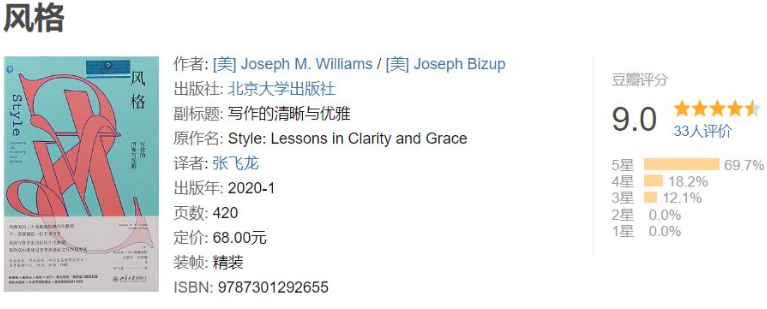 风格
风格
Style
lessons in
clarity and
grace
写作的
清晰与优雅
作者: [美] Joseph M. Williams / [美] Joseph Bizup
出版社: 北京大学出版社
副标题: 写作的清晰与优雅
原作名: Style: Lessons in Clarity and Grace
译者: 张飞龙
出版年: 2020-1
页数: 420
定价: 68.00元
装帧: 精装
ISBN: 9787301292655
豆瓣评分
9.0
33人评价
5星 69.7%
4星 18.2%
3星 12.1%
2星 0.0%
1星 0.0%